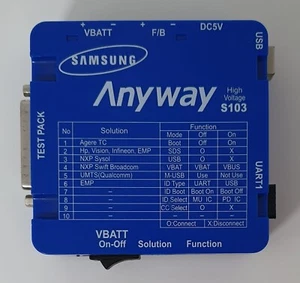 + − + − DC5V
VBATT F/B
SAMSUNG
USB
Anyway High
Voltage
S103
TEST PACK
No Solution Function
Mode Off On
1 Agere TC Boot Off On
2 Hp, Vision, Infineon, EMP SDS O X
3 NXP Sysol USB O X
4 NXP Swift Broadcom VBAT VBAT VBUS
5 UMTS(Qualcomm) M-USB Use Not Use
6 EMP ID Type UART USB
7 − ID Boot Boot On Boot Off
8 − ID Select MU IC PD IC
9 − CC Select O X
10 − O:Connect X:Disconnect
UART1
VBATT
On-Off Solution Function